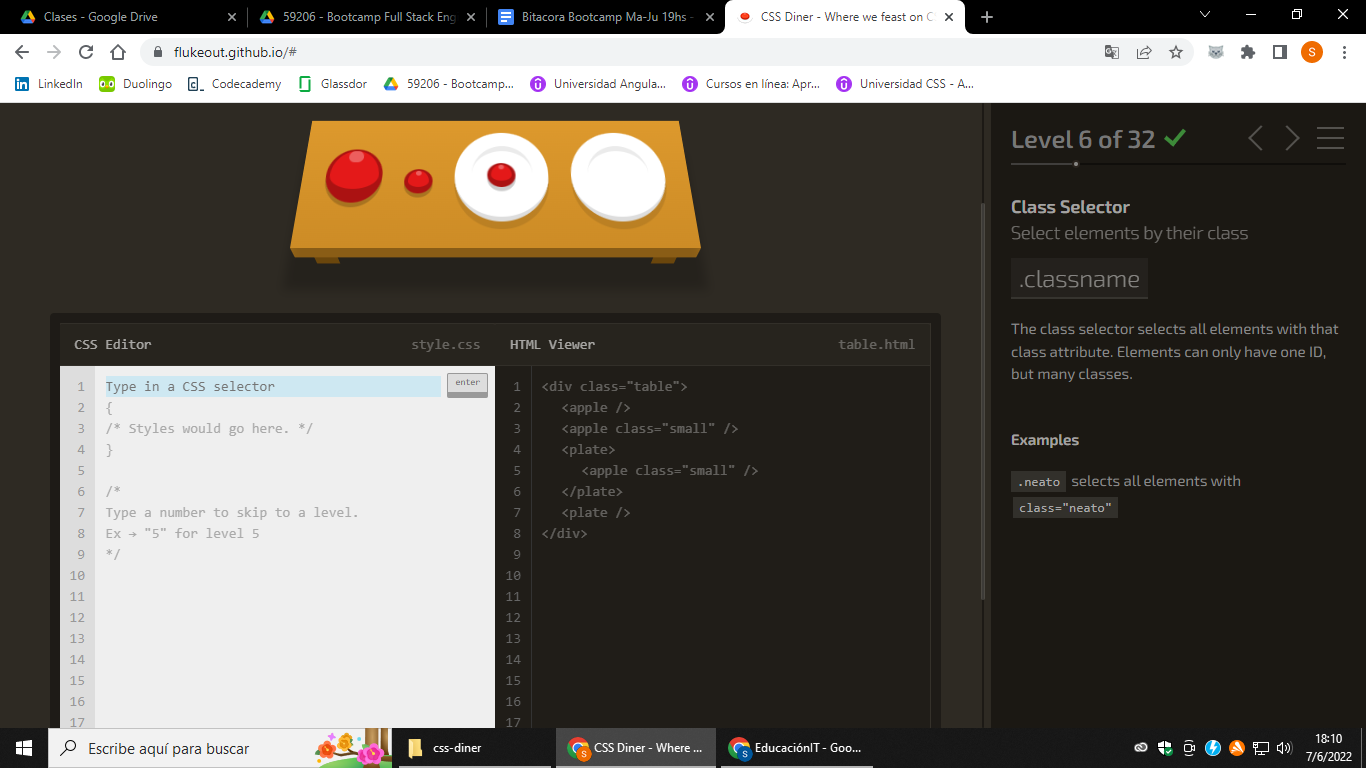 Clases - Google Drive
59206 - Bootcamp Full Stack Eng
Bitacora Bootcamp Ma-Ju 19hs -
CSS Diner - Where we feast on C
flukeout.github.io/#
S
LinkedIn
Duolingo
Codecademy
Glassdor
59206 - Bootcamp...
Universidad Angula...
Cursos en línea: Apr...
Universidad CSS - A...
Level 6 of 32
Class Selector
Select elements by their class
.classname
The class selector selects all elements with that
class attribute. Elements can only have one ID,
but many classes.
Examples
.neato selects all elements with
class="neato"
CSS Editor
style.css
1 Type in a CSS selector
enter
2 {
3 /* Styles would go here. */
4 }
5
6 /*
7 Type a number to skip to a level.
8 Ex → "5" for level 5
9 */
10
11
12
13
14
15
16
17
HTML Viewer
table.html
1 <div class="table">
2 <apple />
3 <apple class="small" />
4 <plate>
5 <apple class="small" />
6 </plate>
7 <plate />
8 </div>
9
10
11
12
13
14
15
16
17
Escribe aquí para buscar
css-diner
CSS Diner - Where ...
EducaciónIT - Goo...
18:10
7/6/2022